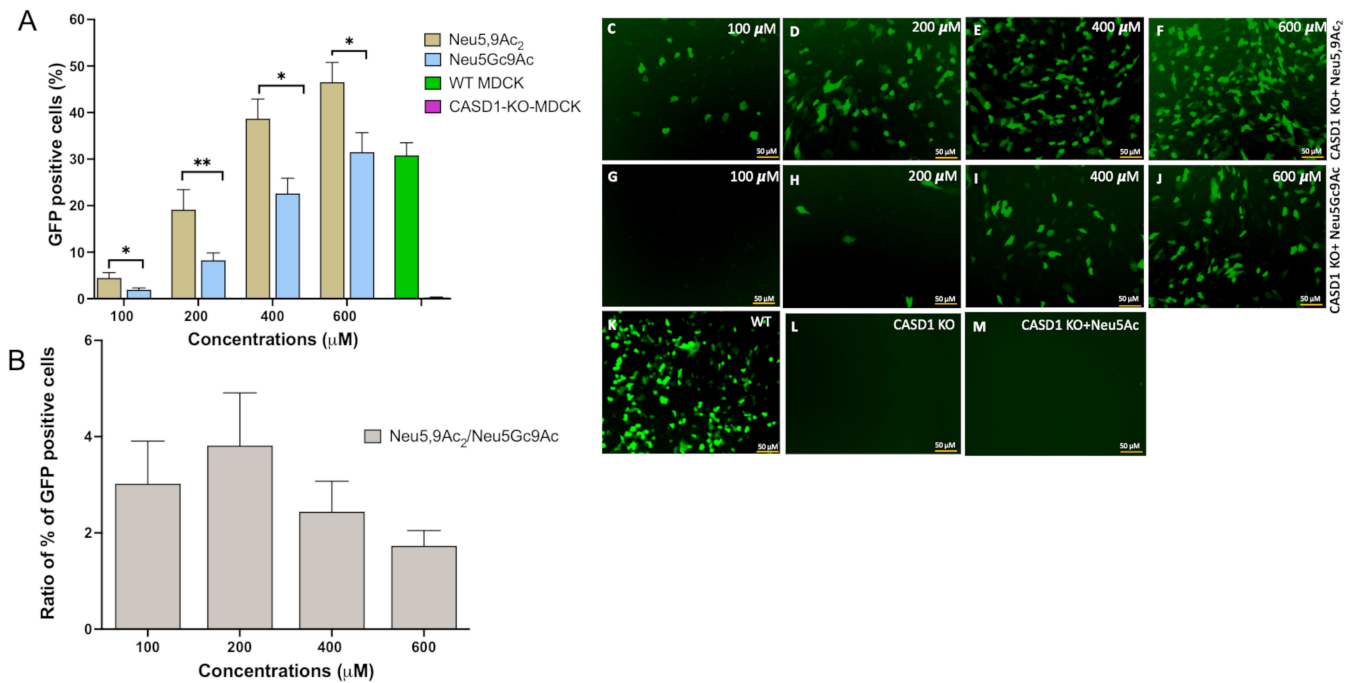 A
GFP positive cells (%)
60
50
40
30
20
10
0
*
**
*
*
Neu5,9Ac₂
Neu5Gc9Ac
WT MDCK
CASD1-KO-MDCK
100
200
400
600
Concentrations (μM)
B
Ratio of % of GFP positive cells
6
4
2
0
Neu5,9Ac₂/Neu5Gc9Ac
100
200
400
600
Concentrations (μM)
C
100 μM
50 μM
D
200 μM
50 μM
E
400 μM
50 μM
F
600 μM
50 μM
CASD1 KO+ Neu5,9Ac₂
G
100 μM
50 μM
H
200 μM
50 μM
I
400 μM
50 μM
J
600 μM
50 μM
CASD1 KO+ Neu5Gc9Ac
K
WT
50 μM
L
CASD1 KO
50 μM
M
CASD1 KO+Neu5Ac
50 μM